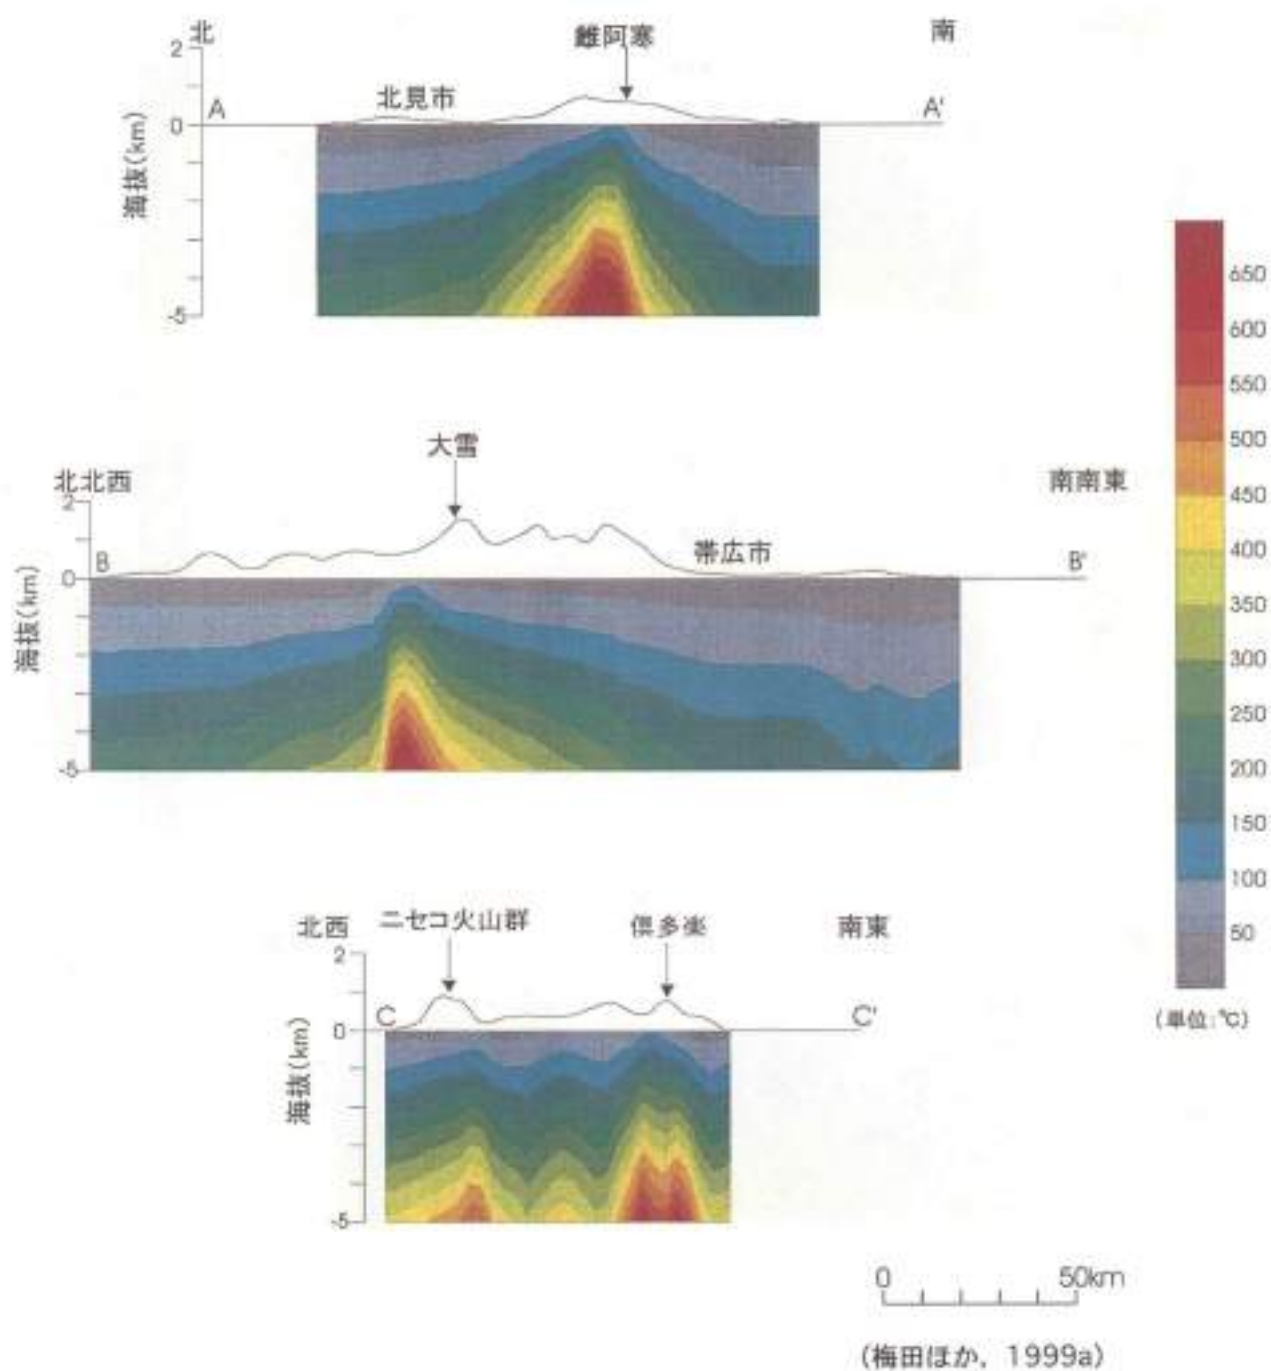 北
雌阿寒
南
2
北見市
A
A'
0
海抜(km)
-5
650
600
550
500
450
400
350
300
250
200
150
100
50
(単位:℃)
大雪
北北西
南南東
2
帯広市
B
B'
0
海抜(km)
-5
北西
ニセコ火山群
倶多楽
南東
2
C
C'
0
海抜(km)
-5
0
50km
(梅田ほか, 1999a)